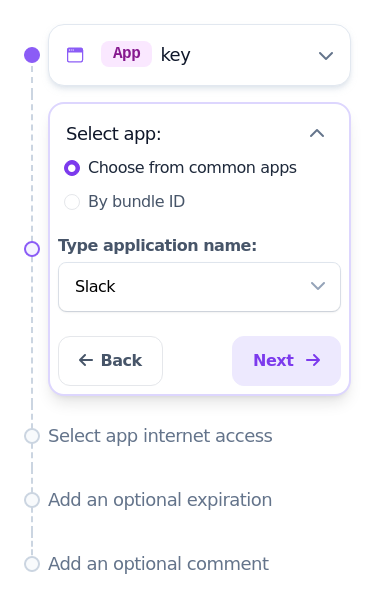 App key
Select app:
Choose from common apps
By bundle ID
Type application name:
Slack
← Back
Next →
Select app internet access
Add an optional expiration
Add an optional comment